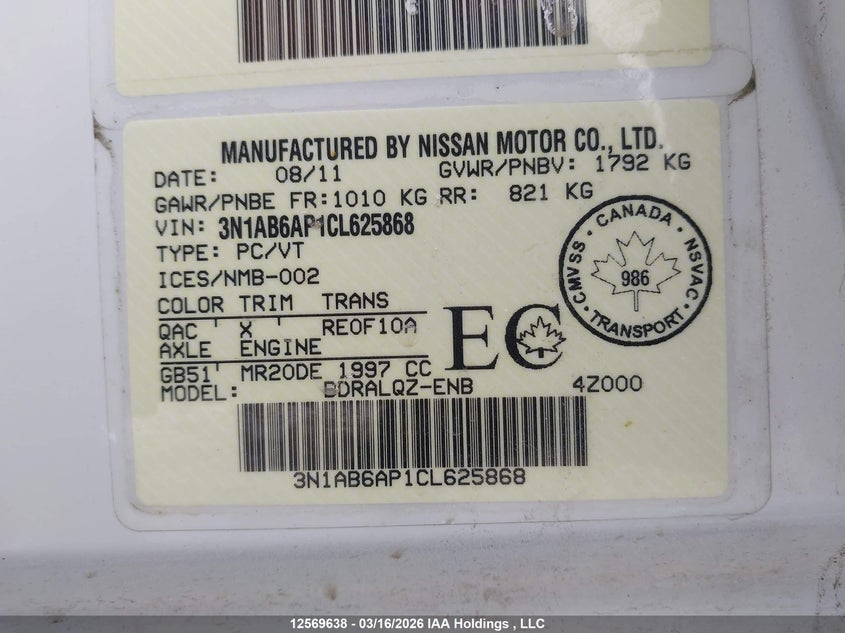 MANUFACTURED BY NISSAN MOTOR CO., LTD.
DATE: 08/11 GVWR/PNBV: 1792 KG
GAWR/PNBE FR:1010 KG RR: 821 KG
VIN: 3N1AB6AP1CL625868
TYPE: PC/VT
ICES/NMB-002
COLOR TRIM TRANS
QAC X RE0F10A
AXLE ENGINE
GB51 MR20DE 1997 CC
MODEL: BDRALQZ-ENB 4Z000
EC
CANADA
CMVSS · NSVAC
986
TRANSPORT
3N1AB6AP1CL625868
12569638 - 03/16/2026 IAA Holdings , LLC